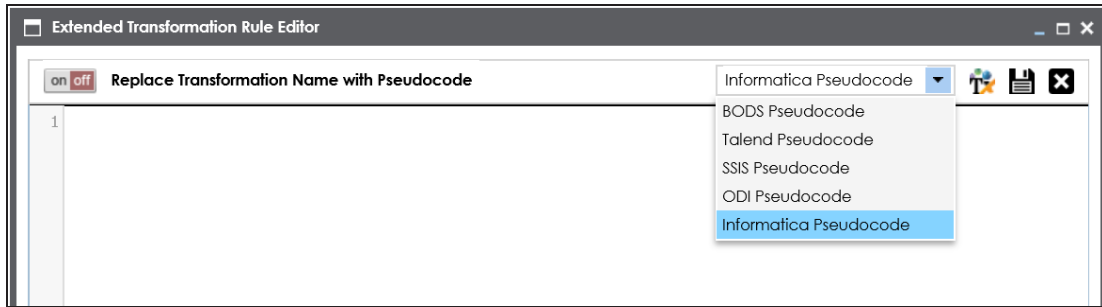 Extended Transformation Rule Editor
on off Replace Transformation Name with Pseudocode Informatica Pseudocode
1
BODS Pseudocode
Talend Pseudocode
SSIS Pseudocode
ODI Pseudocode
Informatica Pseudocode